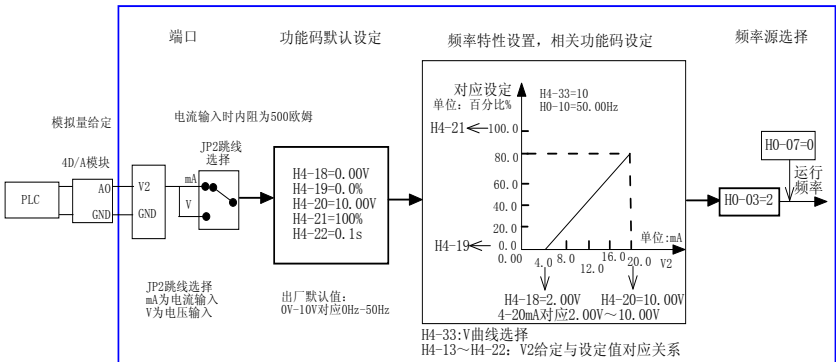 端口
功能码默认设定
频率特性设置，相关功能码设定
频率源选择
模拟量给定
4D/A模块
PLC
AO
GND
V2
GND
电流输入时内阻为500欧姆
JP2跳线
选择
mA
V
JP2跳线选择
mA为电流输入
V为电压输入
H4-18=0.00V
H4-19=0.0%
H4-20=10.00V
H4-21=100%
H4-22=0.1s
出厂默认值：
0V-10V对应0Hz-50Hz
对应设定
单位：百分比%
H4-33=10
H0-10=50.00Hz
H4-21
100.0
80.0
60.0
40.0
20.0
H4-19
0.0
0.00
4.0
8.0
12.0
16.0
20.0
单位:mA
V2
H4-18=2.00V
H4-20=10.00V
4-20mA对应2.00V～10.00V
H4-33:V曲线选择
H4-13～H4-22：V2给定与设定值对应关系
H0-07=0
运行
频率
H0-03=2